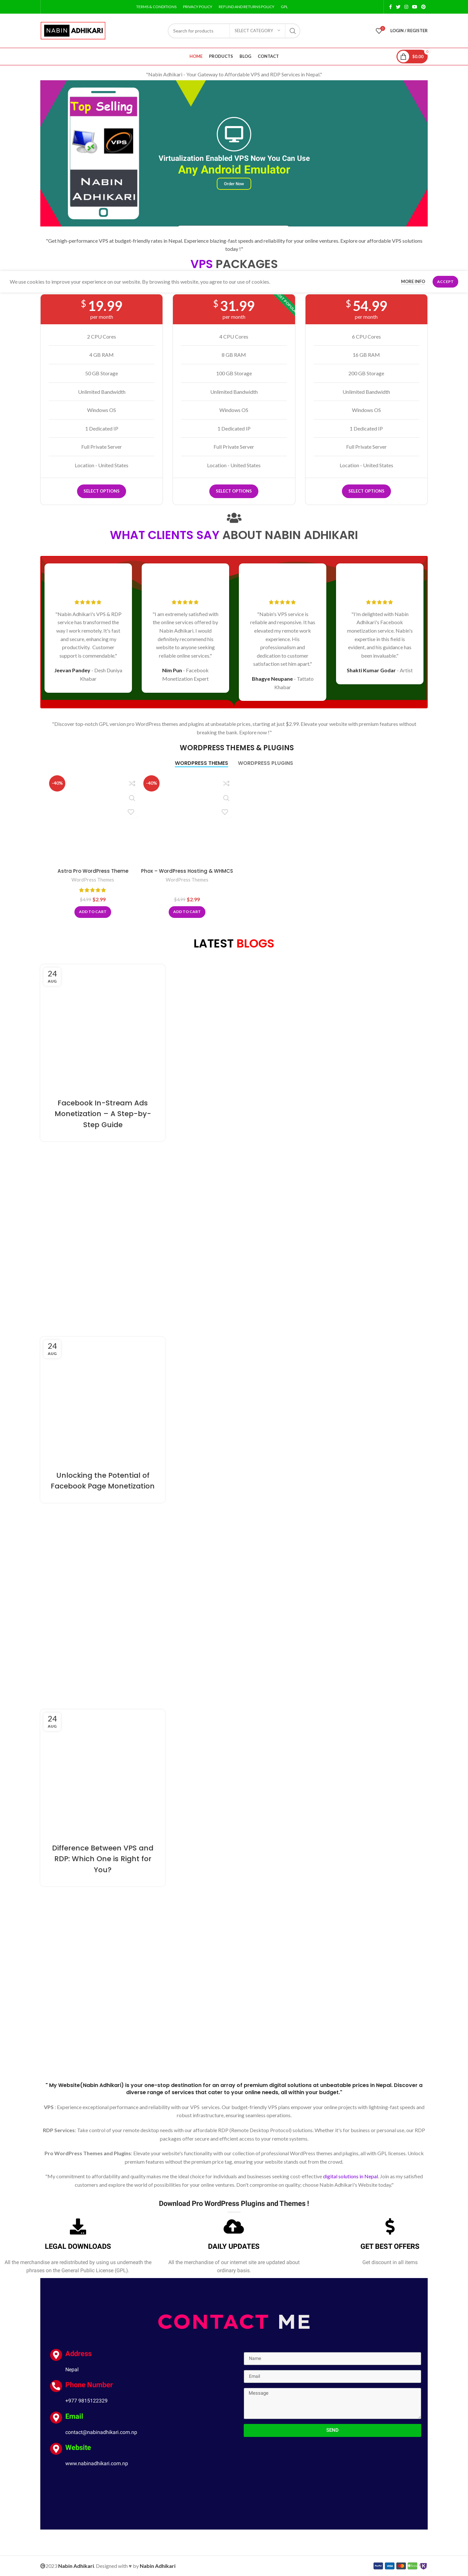 TERMS & CONDITIONS PRIVACY POLICY REFUND AND RETURNS POLICY GPL
NABIN ADHIKARI
Search for products
SELECT CATEGORY
LOGIN / REGISTER
HOME PRODUCTS BLOG CONTACT
$0.00
"Nabin Adhikari - Your Gateway to Affordable VPS and RDP Services in Nepal."
Top Selling
VPS
NABIN
ADHIKARI
Virtualization Enabled VPS Now You Can Use
Any Android Emulator
Order Now
"Get high-performance VPS at budget-friendly rates in Nepal. Experience blazing-fast speeds and reliability for your online ventures. Explore our affordable VPS solutions
today !!"
VPS PACKAGES
We use cookies to improve your experience on our website. By browsing this website, you agree to our use of cookies.
MORE INFO
ACCEPT
$ 19.99
per month
2 CPU Cores
4 GB RAM
50 GB Storage
Unlimited Bandwidth
Windows OS
1 Dedicated IP
Full Private Server
Location - United States
SELECT OPTIONS
$ 31.99
per month
4 CPU Cores
8 GB RAM
100 GB Storage
Unlimited Bandwidth
Windows OS
1 Dedicated IP
Full Private Server
Location - United States
SELECT OPTIONS
$ 54.99
per month
6 CPU Cores
16 GB RAM
200 GB Storage
Unlimited Bandwidth
Windows OS
1 Dedicated IP
Full Private Server
Location - United States
SELECT OPTIONS
WHAT CLIENTS SAY ABOUT NABIN ADHIKARI
"Nabin Adhikari's VPS & RDP
service has transformed the
way I work remotely. It's fast
and secure, enhancing my
productivity. Customer
support is commendable."
Jeevan Pandey - Desh Duniya
Khabar
"I am extremely satisfied with
the online services offered by
Nabin Adhikari. I would
definitely recommend his
website to anyone seeking
reliable online services."
Nim Pun - Facebook
Monetization Expert
"Nabin's VPS service is
reliable and responsive. It has
elevated my remote work
experience. His
professionalism and
dedication to customer
satisfaction set him apart."
Bhagye Neupane - Tattatu
Khabar
"I'm delighted with Nabin
Adhikari's Facebook
monetization service. Nabin's
expertise in this field is
evident, and his guidance has
been invaluable."
Shakti Kumar Godar - Artist
"Discover top-notch GPL version pro WordPress themes and plugins at unbeatable prices, starting at just $2.99. Elevate your website with premium features without
breaking the bank. Explore now!"
WORDPRESS THEMES & PLUGINS
WORDPRESS THEMES WORDPRESS PLUGINS
-40%
Astra Pro WordPress Theme
WordPress Themes
$2.99
ADD TO CART
-40%
Phox – WordPress Hosting & WHMCS
WordPress Themes
$2.99
ADD TO CART
LATEST BLOGS
24
AUG
Facebook In-Stream Ads
Monetization – A Step-by-
Step Guide
24
AUG
Unlocking the Potential of
Facebook Page Monetization
24
AUG
Difference Between VPS and
RDP: Which One is Right for
You?
" My Website(Nabin Adhikari) is your one-stop destination for an array of premium digital solutions at unbeatable prices in Nepal. Discover a
diverse range of services that cater to your online needs, all within your budget."
VPS : Experience exceptional performance and reliability with our VPS services. Our budget-friendly VPS plans empower your online projects with lightning-fast speeds and
robust infrastructure, ensuring seamless operations.
RDP Services: Take control of your remote desktop needs with our affordable RDP (Remote Desktop Protocol) solutions. Whether it's for business or personal use, our RDP
packages offer secure and efficient access to your remote systems.
Pro WordPress Themes and Plugins: Elevate your website's functionality with our comprehensive collection of professional WordPress themes and plugins, all with GPL licenses. Unlock
premium features without the premium price tag, ensuring your website stands out from the crowd.
"My commitment to affordability and quality makes me the ideal choice for individuals and businesses seeking cost-effective digital solutions in Nepal. Join as my satisfied
customers and explore the world of possibilities for your online ventures. Don't compromise on quality; choose Nabin Adhikari's Website today."
Download Pro WordPress Plugins and Themes !
LEGAL DOWNLOADS
All the merchandise are redistributed by using us underneath the
phrases on the General Public License (GPL).
DAILY UPDATES
All the merchandise of our internet site are updated about
ordinary basis.
GET BEST OFFERS
Get discount in all items
CONTACT ME
Address
Nepal
Phone Number
+977 9815122329
Email
contact@nabinadhikari.com.np
Website
www.nabinadhikari.com.np
Name
Email
Message
SEND
©2023 Nabin Adhikari. Designed with ♥ by Nabin Adhikari